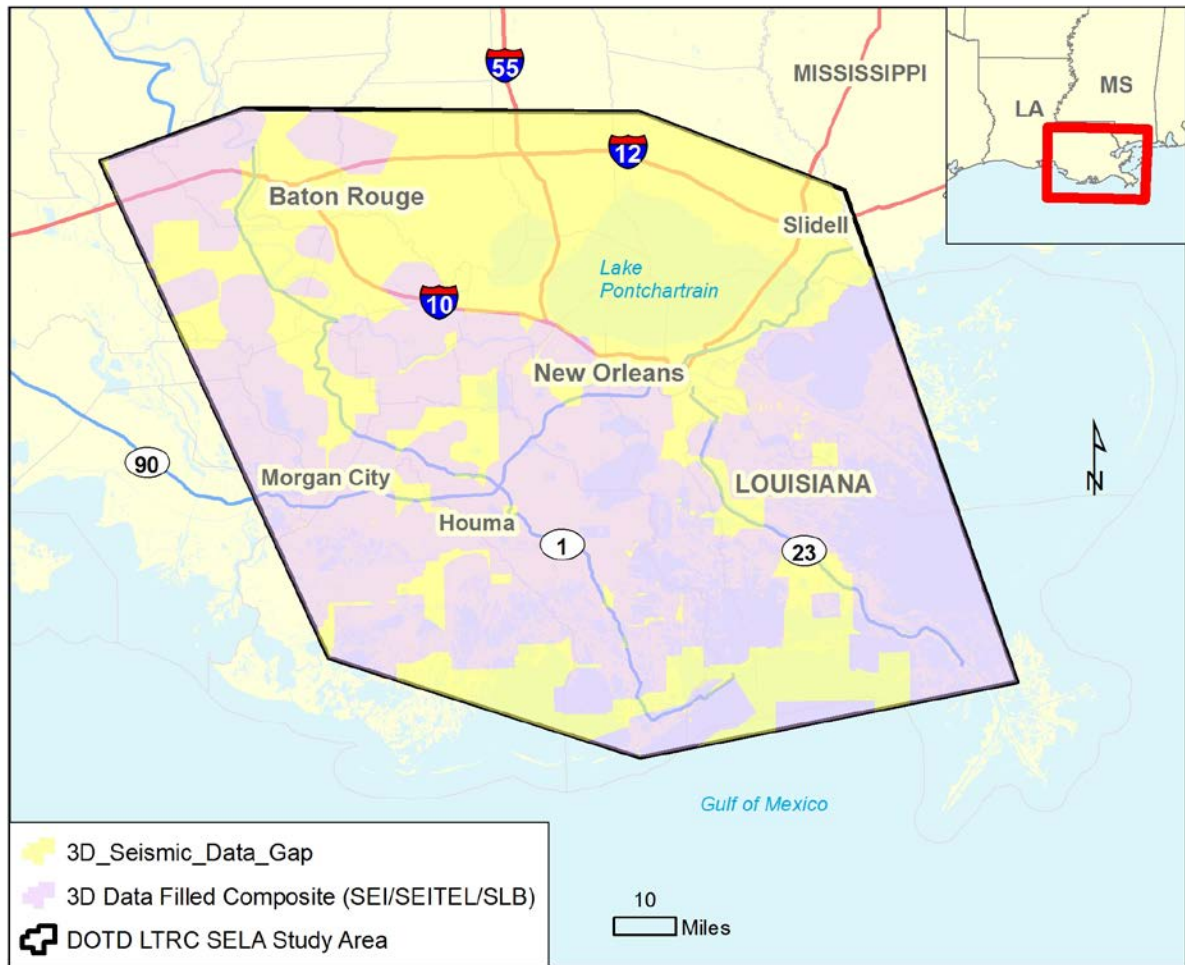 55
MISSISSIPPI
MS
LA
12
Baton Rouge
Slidell
Lake
Pontchartrain
10
New Orleans
90
Morgan City
LOUISIANA
Houma
1
23
N
Gulf of Mexico
3D_Seismic_Data_Gap
3D Data Filled Composite (SEI/SEITEL/SLB)
DOTD LTRC SELA Study Area
10
Miles